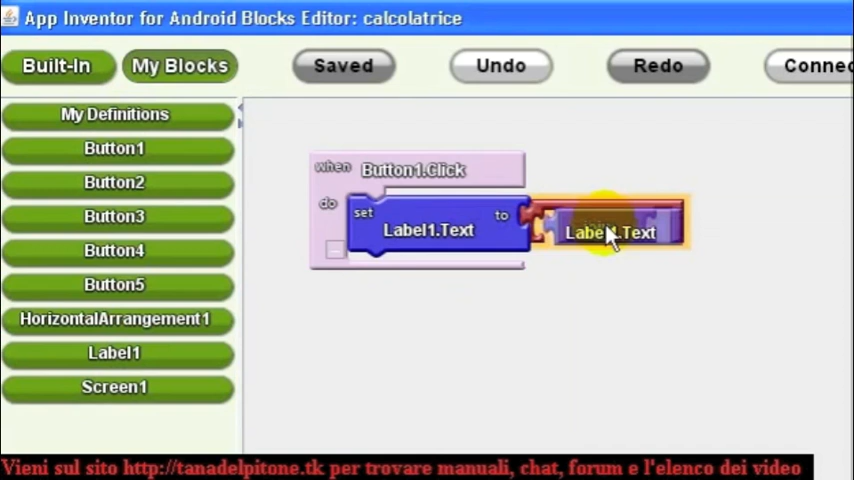 App Inventor for Android Blocks Editor: calcolatrice
Built-In
My Blocks
Saved
Undo
Redo
Connec
My Definitions
Button1
Button2
Button3
Button4
Button5
HorizontalArrangement1
Label1
Screen1
when Button1.Click
do
set
Label1.Text
to
Label1.Text
Vieni sul sito http://tanadelpitone.tk per trovare manuali, chat, forum e l'elenco dei video